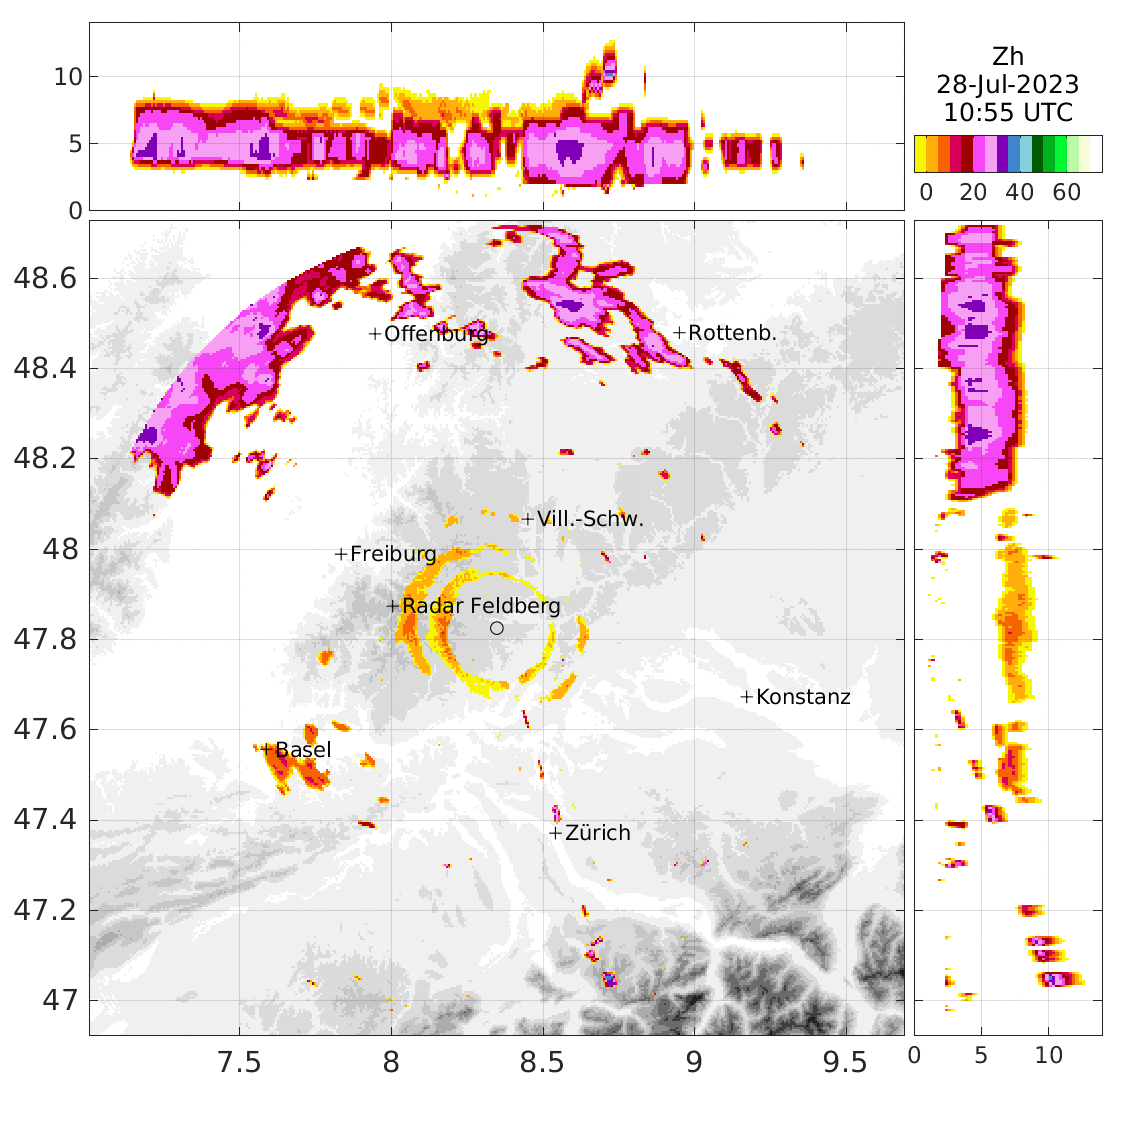 Zh
28-Jul-2023
10:55 UTC
0 20 40 60
10
5
0
48.6
48.4
48.2
48
47.8
47.6
47.4
47.2
47
+Offenburg
+Rottenb.
+Vill.-Schw.
+Freiburg
+Radar Feldberg
+Konstanz
+Basel
+Zürich
7.5 8 8.5 9 9.5
0 5 10